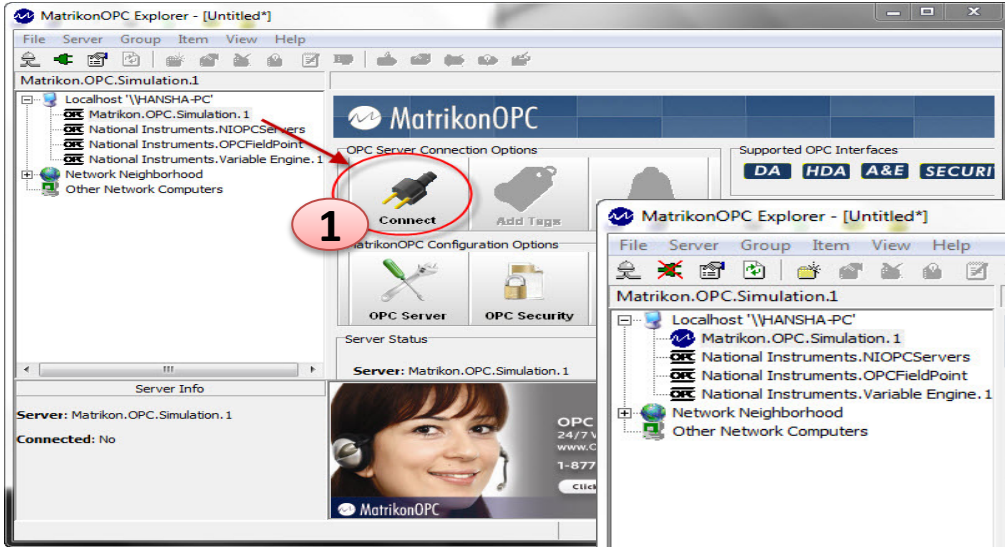 MatrikonOPC Explorer - [Untitled*]
File Server Group Item View Help
Matrikon.OPC.Simulation.1
Localhost '\\HANSHA-PC'
Matrikon.OPC.Simulation.1
National Instruments.NIOPCServers
National Instruments.OPCFieldPoint
National Instruments.Variable Engine.1
Network Neighborhood
Other Network Computers
MatrikonOPC
OPC Server Connection Options
Connect
Add Tags
1
MatrikonOPC Configuration Options
OPC Server
OPC Security
Server Status
Server: Matrikon.OPC.Simulation.1
Supported OPC Interfaces
DA HDA A&E SECURI
Server Info
Server: Matrikon.OPC.Simulation.1
Connected: No
OPC
24/7
www.
1-877
MatrikonOPC
MatrikonOPC Explorer - [Untitled*]
File Server Group Item View Help
Matrikon.OPC.Simulation.1
Localhost '\\HANSHA-PC'
Matrikon.OPC.Simulation.1
National Instruments.NIOPCServers
National Instruments.OPCFieldPoint
National Instruments.Variable Engine.1
Network Neighborhood
Other Network Computers